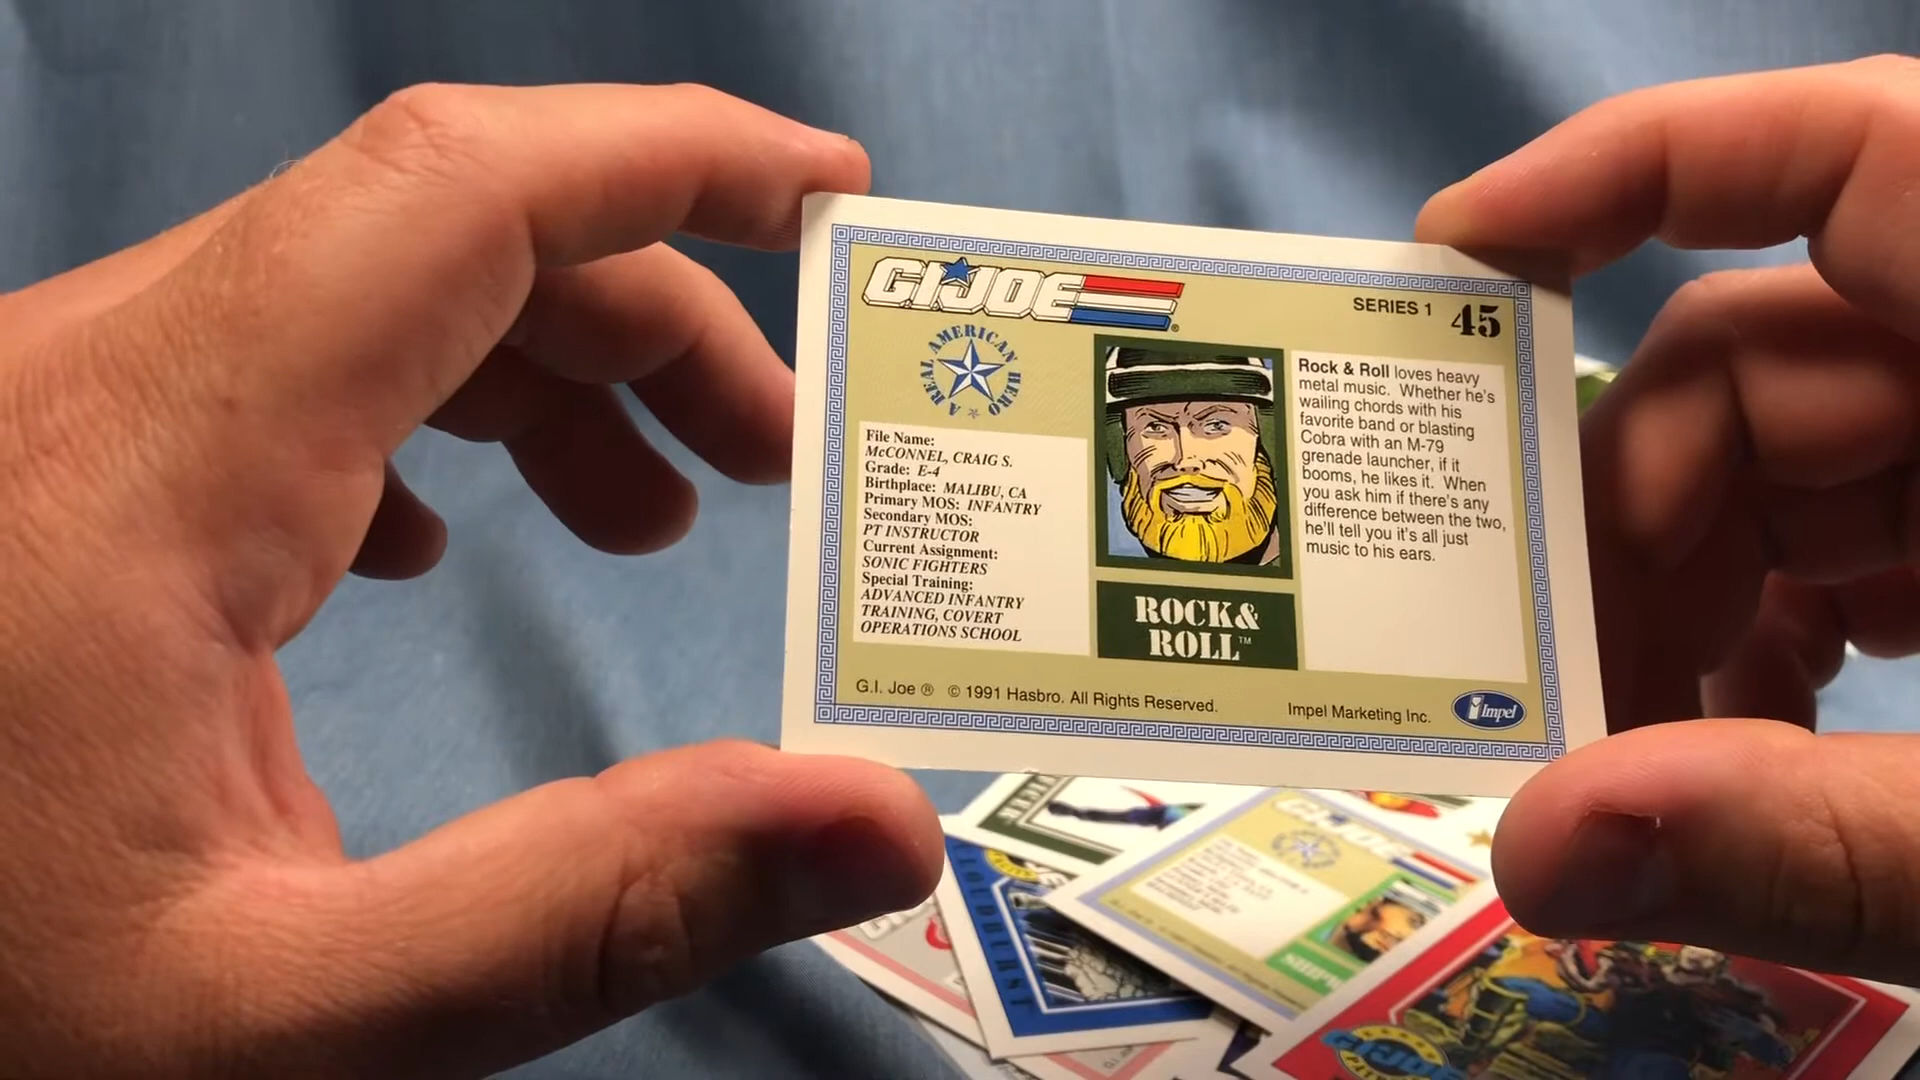 G.I.JOE ®
SERIES 1 45
A REAL AMERICAN HERO
File Name:
McCONNEL, CRAIG S.
Grade: E-4
Birthplace: MALIBU, CA
Primary MOS: INFANTRY
Secondary MOS:
PT INSTRUCTOR
Current Assignment:
SONIC FIGHTERS
Special Training:
ADVANCED INFANTRY
TRAINING, COVERT
OPERATIONS SCHOOL
ROCK&
ROLL™
Rock & Roll loves heavy
metal music. Whether he's
wailing chords with his
favorite band or blasting
Cobra with an M-79
grenade launcher, if it
booms, he likes it. When
you ask him if there's any
difference between the two,
he'll tell you it's all just
music to his ears.
G.I. Joe ® © 1991 Hasbro. All Rights Reserved.
Impel Marketing Inc.
Impel
G.I.JOE
CLOUDBURST
G.I.JOE